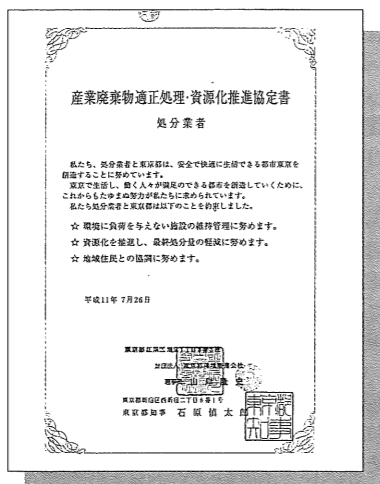 産業廃棄物適正処理・資源化推進協定書
処分業者
私たち、処分業者と東京都は、安全で快適に生活できる都市東京を
創造することに努めています。
東京で生活し、働く人々が満足のできる都市を創造していくために、
これからもたゆまぬ努力が私たちに求められています。
私たち処分業者と東京都は以下のことを約束しました。
☆ 環境に負荷を与えない施設の維持管理に努めます。
☆ 資源化を推進し、最終処分量の軽減に努めます。
☆ 地域住民との協調に努めます。
平成11年 7月26日
東京都新宿区西新宿二丁目8番1号
東京都知事 石原慎太郎